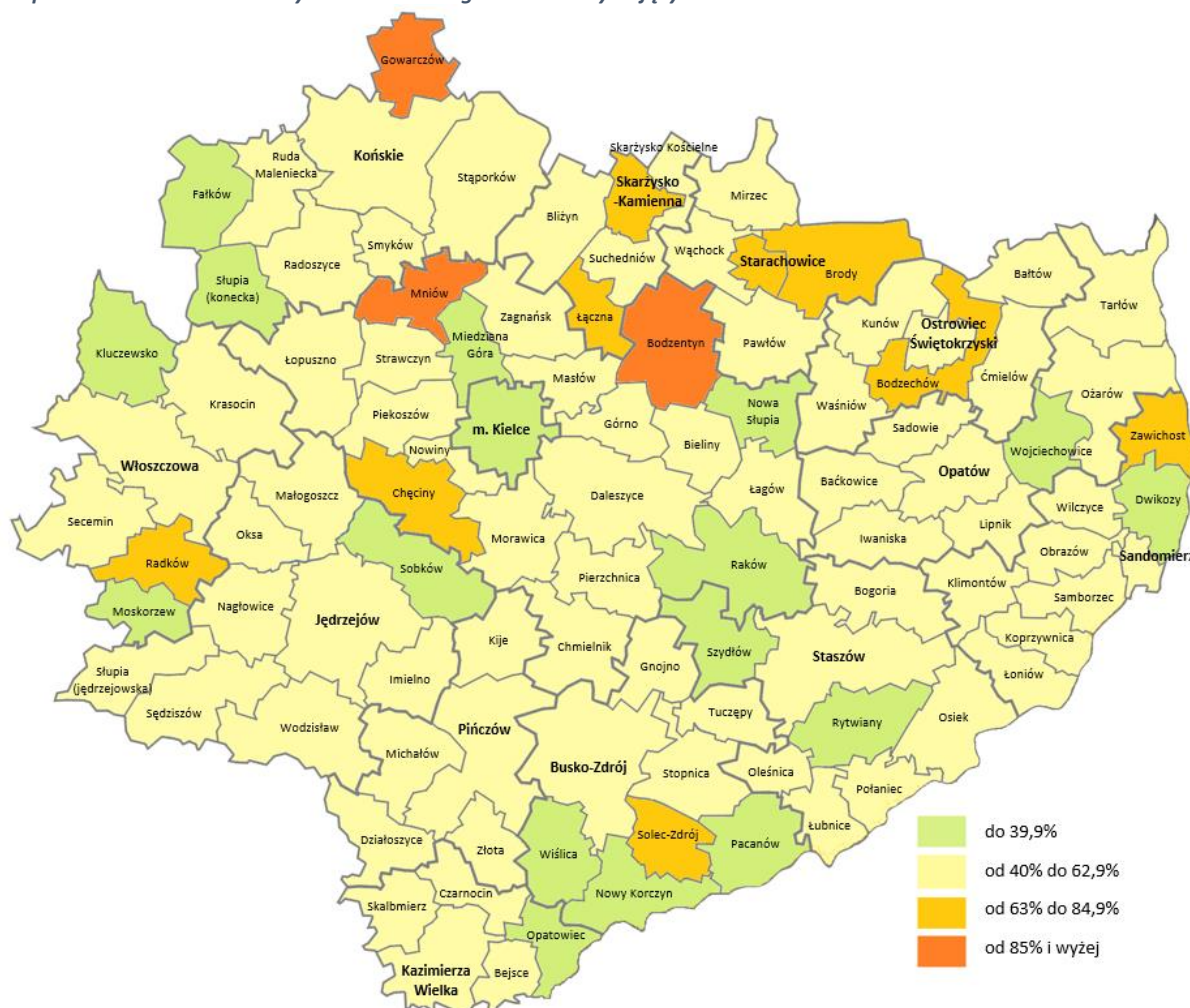 Gowarczów
Końskie
Ruda
Maleniecka
Stąporków
Fałków
Skarżysko Kościelne
Skarżysko
-Kamienna
Mirzec
Bliżyn
Smyków
Radoszyce
Suchedniów
Wąchock
Starachowice
Brody
Bałtów
Tarłów
Słupia
(konecka)
Mniów
Zagnańsk
Łączna
Bodzentyn
Pawłów
Kunów
Ostrowiec
Świętokrzyski
Kluczewsko
Łopuszno
Strawczyn
Miedziana
Góra
Masłów
Bodzechów
Ćmielów
Ożarów
Krasocin
Piekoszów
m. Kielce
Górno
Nowa
Słupia
Waśniów
Sadowie
Wojciechowice
Zawichost
Włoszczowa
Nowiny
Bieliny
Opatów
Małogoszcz
Chęciny
Daleszyce
Łagów
Baćkowice
Dwikozy
Secemin
Oksa
Morawica
Lipnik
Wilczyce
Radków
Sobków
Pierzchnica
Raków
Iwaniska
Obrazów
Sandomierz
Moskorzew
Nagłowice
Jędrzejów
Bogoria
Klimontów
Samborzec
Kije
Chmielnik
Gnojno
Szydłów
Staszów
Koprzywnica
Słupia
(jędrzejowska)
Imielno
Łoniów
Sędziszów
Wodzisław
Pińczów
Tuczępy
Rytwiany
Osiek
Michałów
Busko-Zdrój
Stopnica
Oleśnica
Połaniec
Działoszyce
Złota
Wiślica
Solec-Zdrój
Pacanów
Łubnice
Skalbmierz
Czarnocin
Nowy Korczyn
Opatowiec
Kazimierza
Wielka
Bejsce
do 39,9%
od 40% do 62,9%
od 63% do 84,9%
od 85% i wyżej